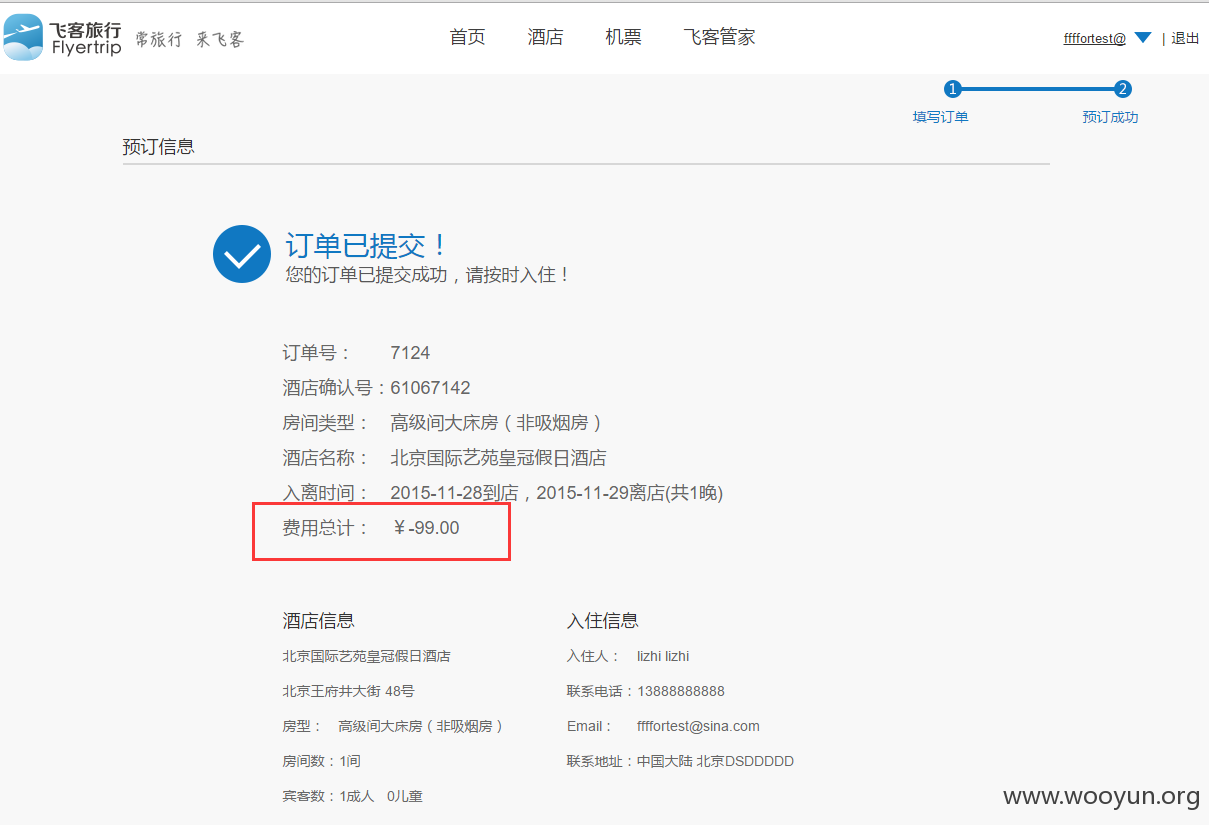 飞客旅行
Flyertrip
常旅行 来飞客
首页 酒店 机票 飞客管家
ffffortest@ | 退出
1 2
填写订单 预订成功
预订信息
订单已提交！
您的订单已提交成功，请按时入住！
订单号： 7124
酒店确认号：61067142
房间类型： 高级间大床房（非吸烟房）
酒店名称： 北京国际艺苑皇冠假日酒店
入离时间： 2015-11-28到店，2015-11-29离店(共1晚)
费用总计： ￥-99.00
酒店信息
北京国际艺苑皇冠假日酒店
北京王府井大街 48号
房型： 高级间大床房（非吸烟房）
房间数：1间
宾客数：1成人 0儿童
入住信息
入住人： lizhi lizhi
联系电话：13888888888
Email： ffffortest@sina.com
联系地址：中国大陆 北京DSDDDDD
www.wooyun.org